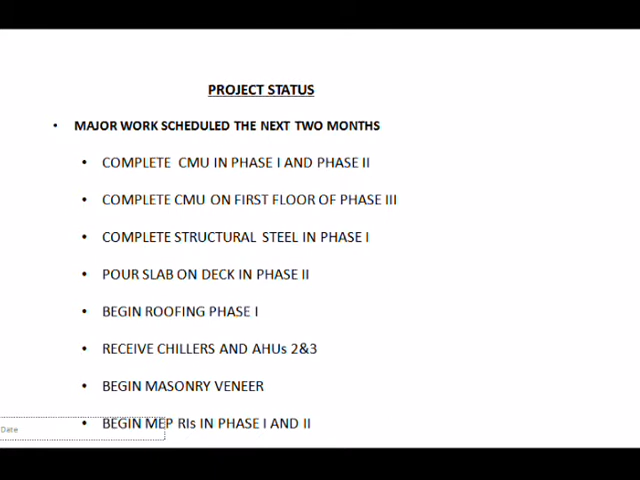 PROJECT STATUS
• MAJOR WORK SCHEDULED THE NEXT TWO MONTHS
• COMPLETE CMU IN PHASE I AND PHASE II
• COMPLETE CMU ON FIRST FLOOR OF PHASE III
• COMPLETE STRUCTURAL STEEL IN PHASE I
• POUR SLAB ON DECK IN PHASE II
• BEGIN ROOFING PHASE I
• RECEIVE CHILLERS AND AHUs 2&3
• BEGIN MASONRY VENEER
• BEGIN MEP RIs IN PHASE I AND II
Date